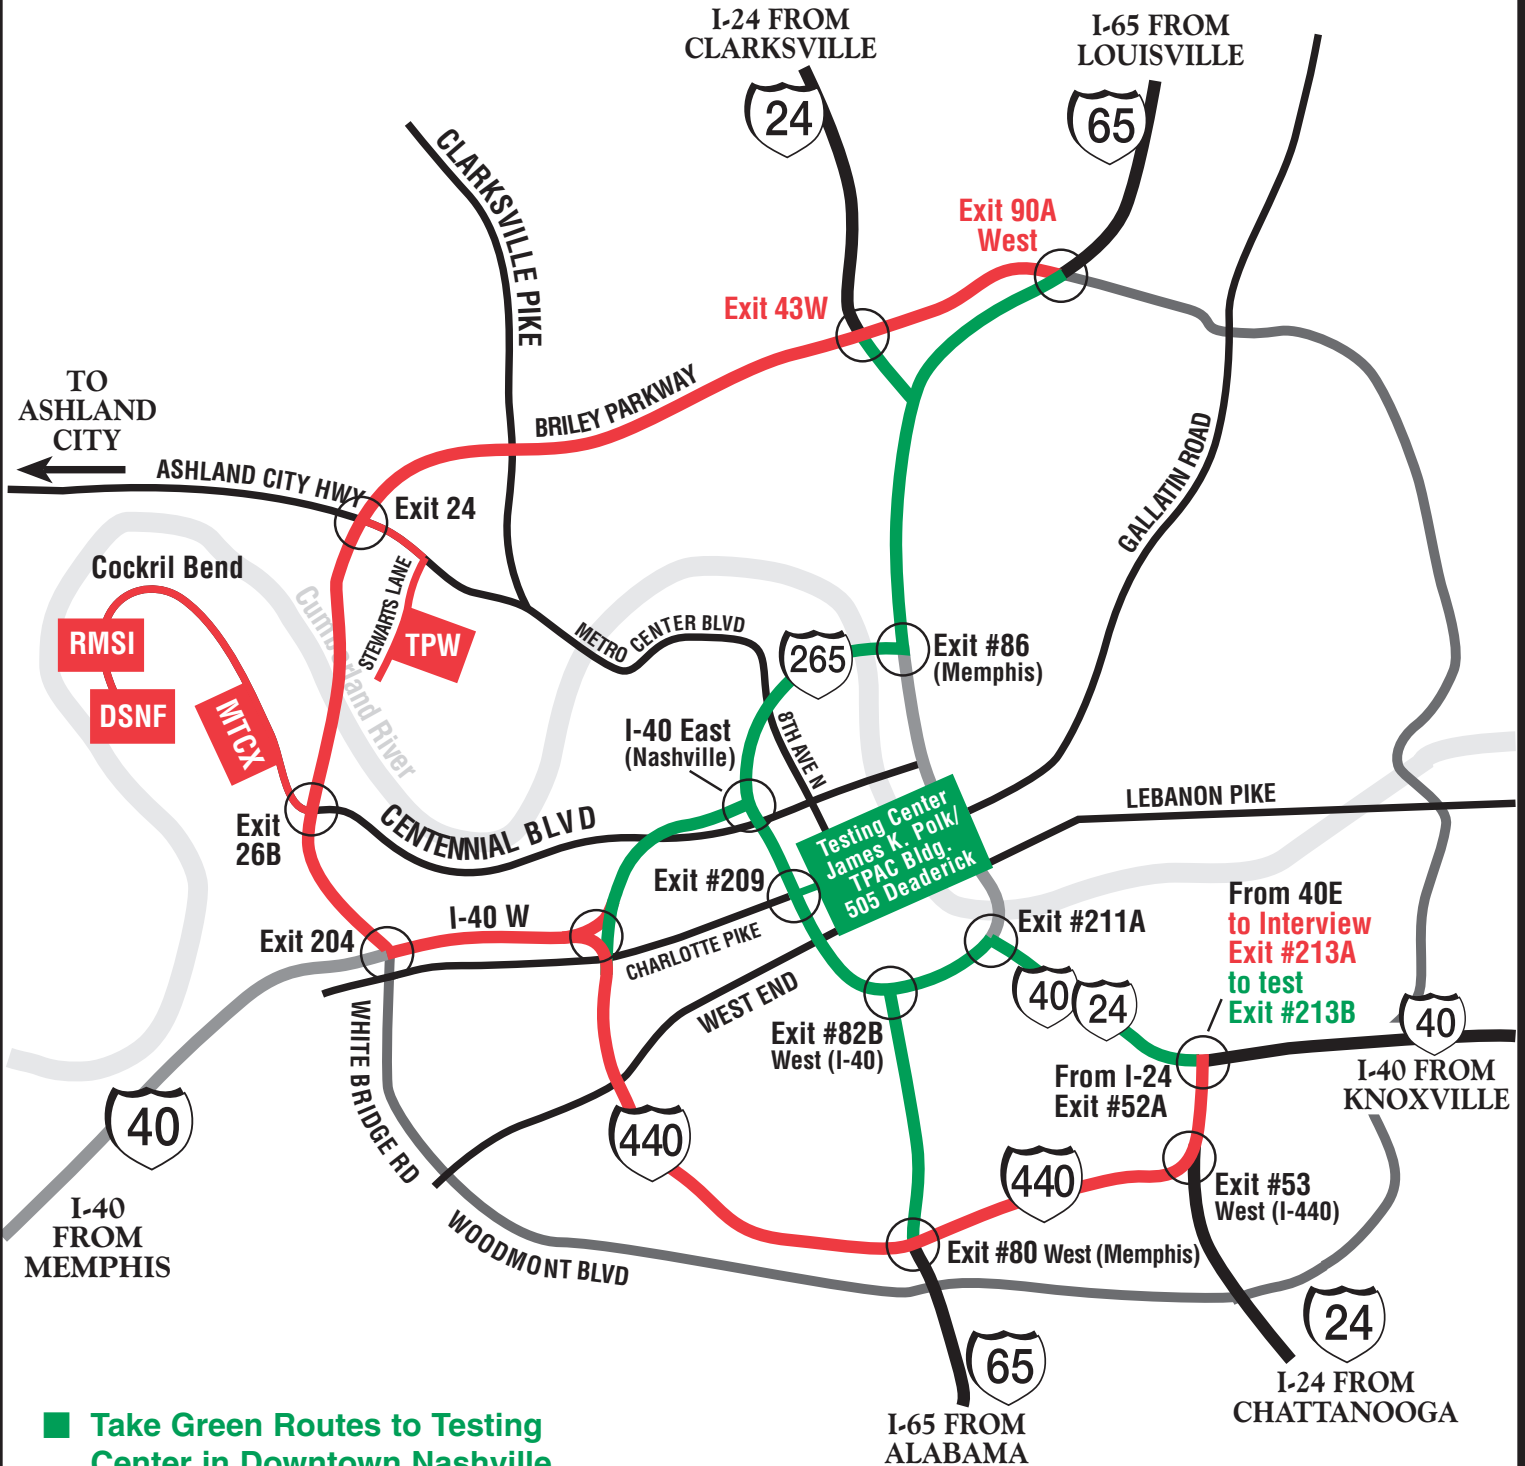 I-24 FROM
CLARKSVILLE
I-65 FROM
LOUISVILLE
24
65
CLARKSVILLE PIKE
Exit 90A
West
Exit 43W
TO
ASHLAND
CITY
BRILEY PARKWAY
ASHLAND CITY HWY
Exit 24
GALLATIN ROAD
Cockril Bend
STEWARTS LANE
Cumberland River
RMSI
TPW
METRO CENTER BLVD
265
Exit #86
(Memphis)
DSNF
MTCX
I-40 East
(Nashville)
8TH AVE N
LEBANON PIKE
Exit
26B
CENTENNIAL BLVD
Testing Center
James K. Polk/
TPAC Bldg.
505 Deaderick
Exit #209
From 40E
to Interview
Exit #213A
to test
Exit #213B
I-40 W
Exit 204
CHARLOTTE PIKE
Exit #211A
WEST END
40
24
40
Exit #82B
West (I-40)
WHITE BRIDGE RD
From I-24
Exit #52A
I-40 FROM
KNOXVILLE
40
440
440
Exit #53
West (I-440)
I-40
FROM
MEMPHIS
WOODMONT BLVD
Exit #80 West (Memphis)
24
65
I-24 FROM
CHATTANOOGA
I-65 FROM
ALABAMA
Take Green Routes to Testing
Center in Downtown Nashville